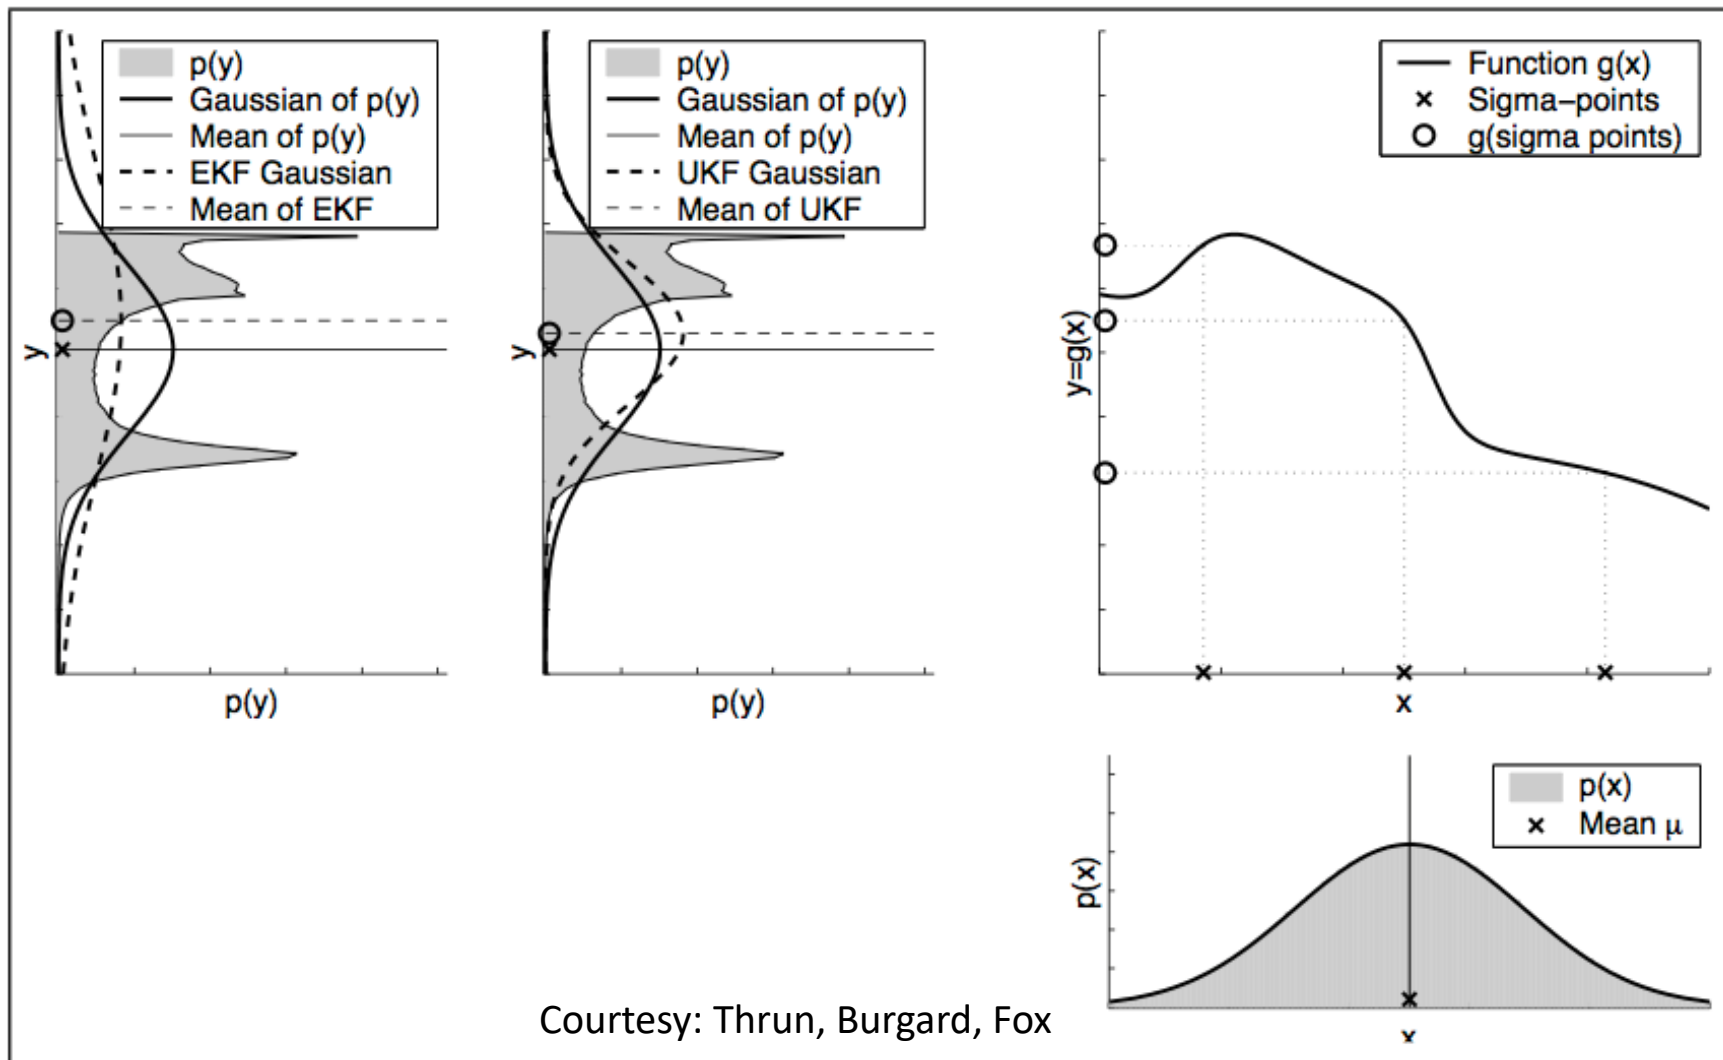 p(y)
Gaussian of p(y)
Mean of p(y)
EKF Gaussian
Mean of EKF
y
p(y)
p(y)
Gaussian of p(y)
Mean of p(y)
UKF Gaussian
Mean of UKF
y
p(y)
Function g(x)
Sigma-points
g(sigma points)
y=g(x)
x
p(x)
Mean μ
p(x)
x
Courtesy: Thrun, Burgard, Fox